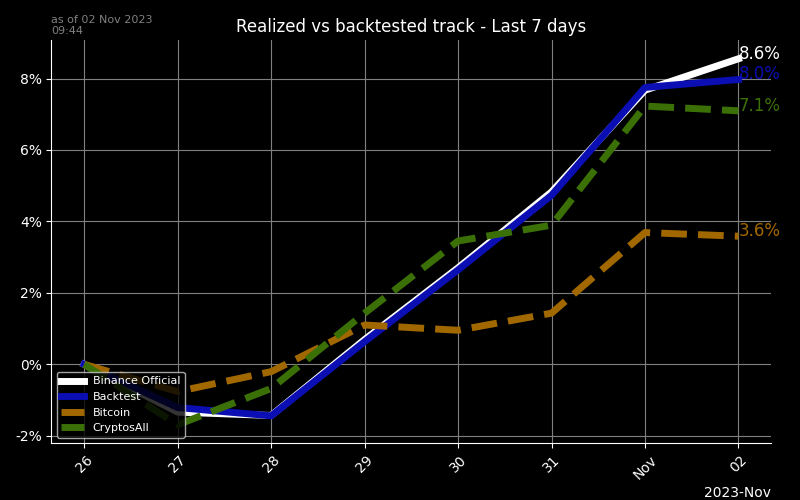 as of 02 Nov 2023
09:44
Realized vs backtested track - Last 7 days
8.6%
8.0%
7.1%
3.6%
8%
6%
4%
2%
0%
-2%
Binance Official
Backtest
Bitcoin
CryptosAll
26
27
28
29
30
31
Nov
02
2023-Nov